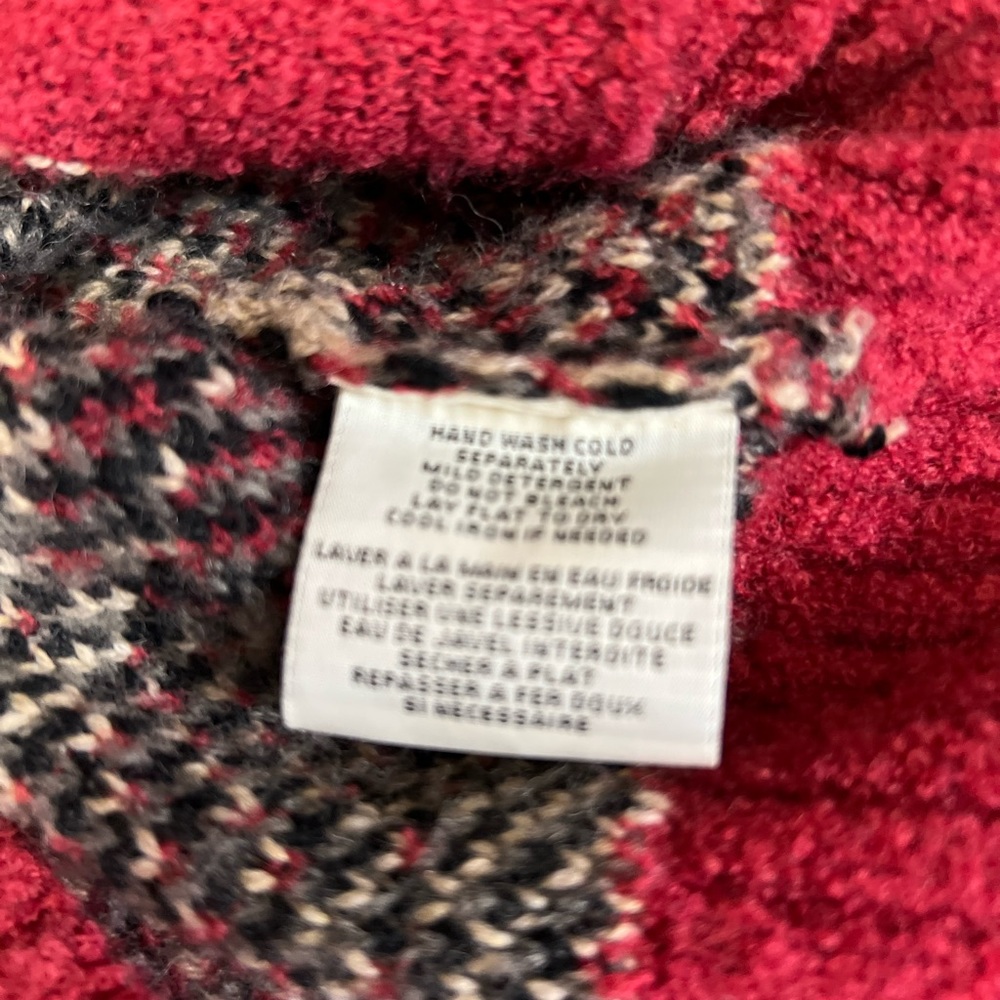 HAND WASH COLD
SEPARATELY
MILD DETERGENT
DO NOT BLEACH
LAY FLAT TO DRY
COOL IRON IF NEEDED
LAVER A LA MAIN EN EAU FROIDE
LAVER SEPAREMENT
UTILISER UNE LESSIVE DOUCE
EAU DE JAVEL INTERDITE
SECHER A PLAT
REPASSER A FER DOUX
SI NECESSAIRE